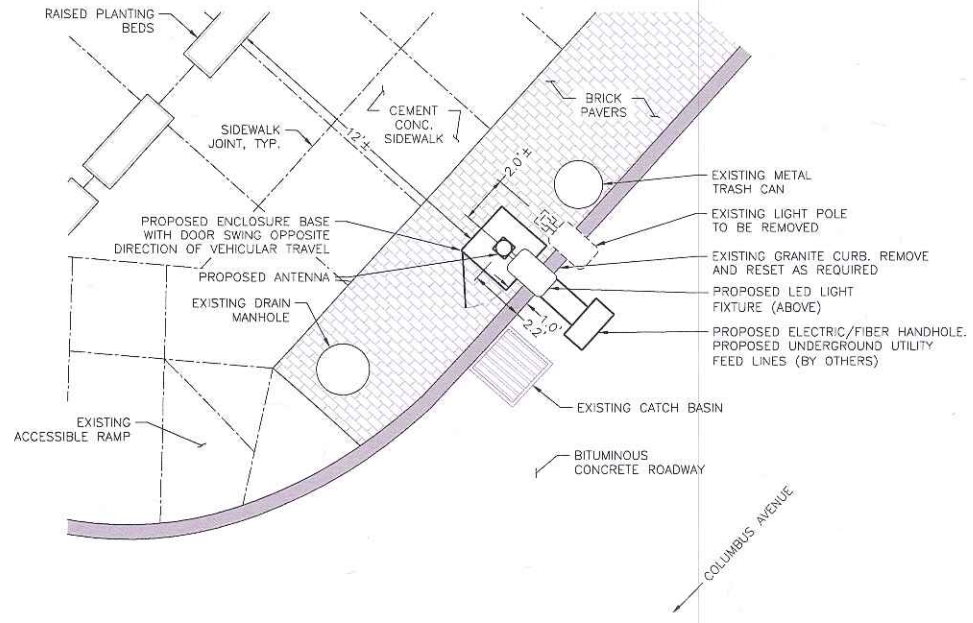 RAISED PLANTING
BEDS
SIDEWALK
JOINT, TYP.
12'±
CEMENT
CONC.
SIDEWALK
BRICK
PAVERS
2.0'±
EXISTING METAL
TRASH CAN
EXISTING LIGHT POLE
TO BE REMOVED
PROPOSED ENCLOSURE BASE
WITH DOOR SWING OPPOSITE
DIRECTION OF VEHICULAR TRAVEL
PROPOSED ANTENNA
EXISTING DRAIN
MANHOLE
EXISTING GRANITE CURB. REMOVE
AND RESET AS REQUIRED
PROPOSED LED LIGHT
FIXTURE (ABOVE)
1.0'
2.2'
PROPOSED ELECTRIC/FIBER HANDHOLE.
PROPOSED UNDERGROUND UTILITY
FEED LINES (BY OTHERS)
EXISTING CATCH BASIN
EXISTING
ACCESSIBLE RAMP
BITUMINOUS
CONCRETE ROADWAY
COLUMBUS AVENUE